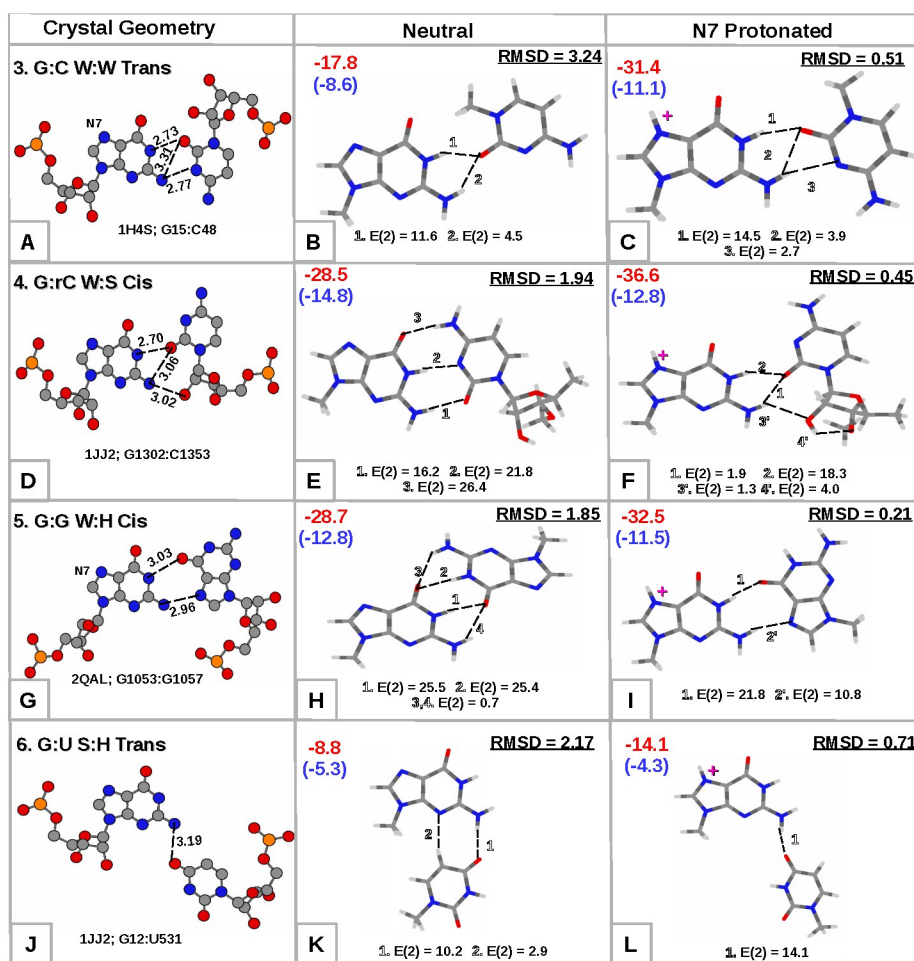 Crystal Geometry
Neutral
N7 Protonated
3. G:C W:W Trans
N7
2.73
3.31
2.77
1H4S; G15:C48
A
-17.8
(-8.6)
RMSD = 3.24
1
2
1. E(2) = 11.6 2. E(2) = 4.5
B
-31.4
(-11.1)
RMSD = 0.51
+
1
2
3
1. E(2) = 14.5 2. E(2) = 3.9
3. E(2) = 2.7
C
4. G:rC W:S Cis
2.70
3.06
3.02
1JJ2; G1302:C1353
D
-28.5
(-14.8)
RMSD = 1.94
3
2
1
1. E(2) = 16.2 2. E(2) = 21.8
3. E(2) = 26.4
E
-36.6
(-12.8)
RMSD = 0.45
+
2
1
3'
4'
1. E(2) = 1.9 2. E(2) = 18.3
3'. E(2) = 1.3 4'. E(2) = 4.0
F
5. G:G W:H Cis
N7
3.03
2.96
2QAL; G1053:G1057
G
-28.7
(-12.8)
RMSD = 1.85
3
2
1
4
1. E(2) = 25.5 2. E(2) = 25.4
3,4. E(2) = 0.7
H
-32.5
(-11.5)
RMSD = 0.21
+
1
2'
1. E(2) = 21.8 2'. E(2) = 10.8
I
6. G:U S:H Trans
3.19
1JJ2; G12:U531
J
-8.8
(-5.3)
RMSD = 2.17
2
1
1. E(2) = 10.2 2. E(2) = 2.9
K
-14.1
(-4.3)
RMSD = 0.71
+
1
1. E(2) = 14.1
L